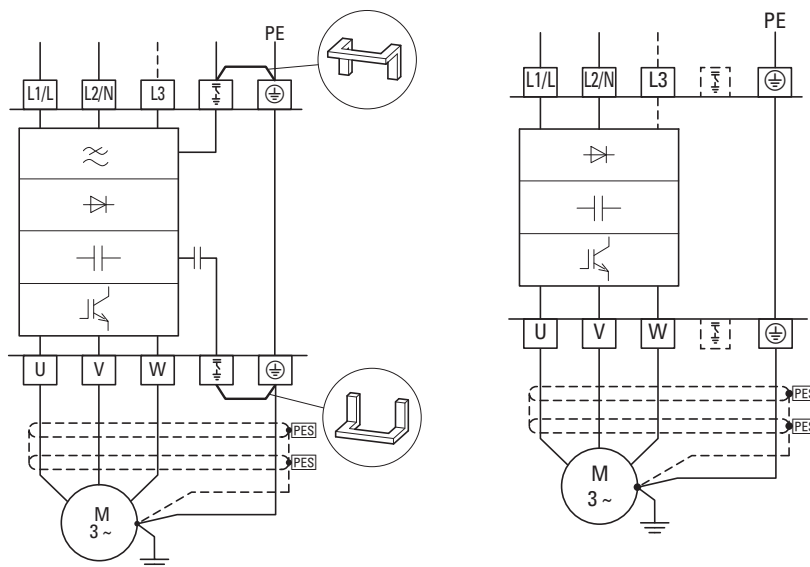 PE
L1/L L2/N L3
U V W
PES
PES
M
3 ~
PE
L1/L L2/N L3
U V W
PES
PES
M
3 ~